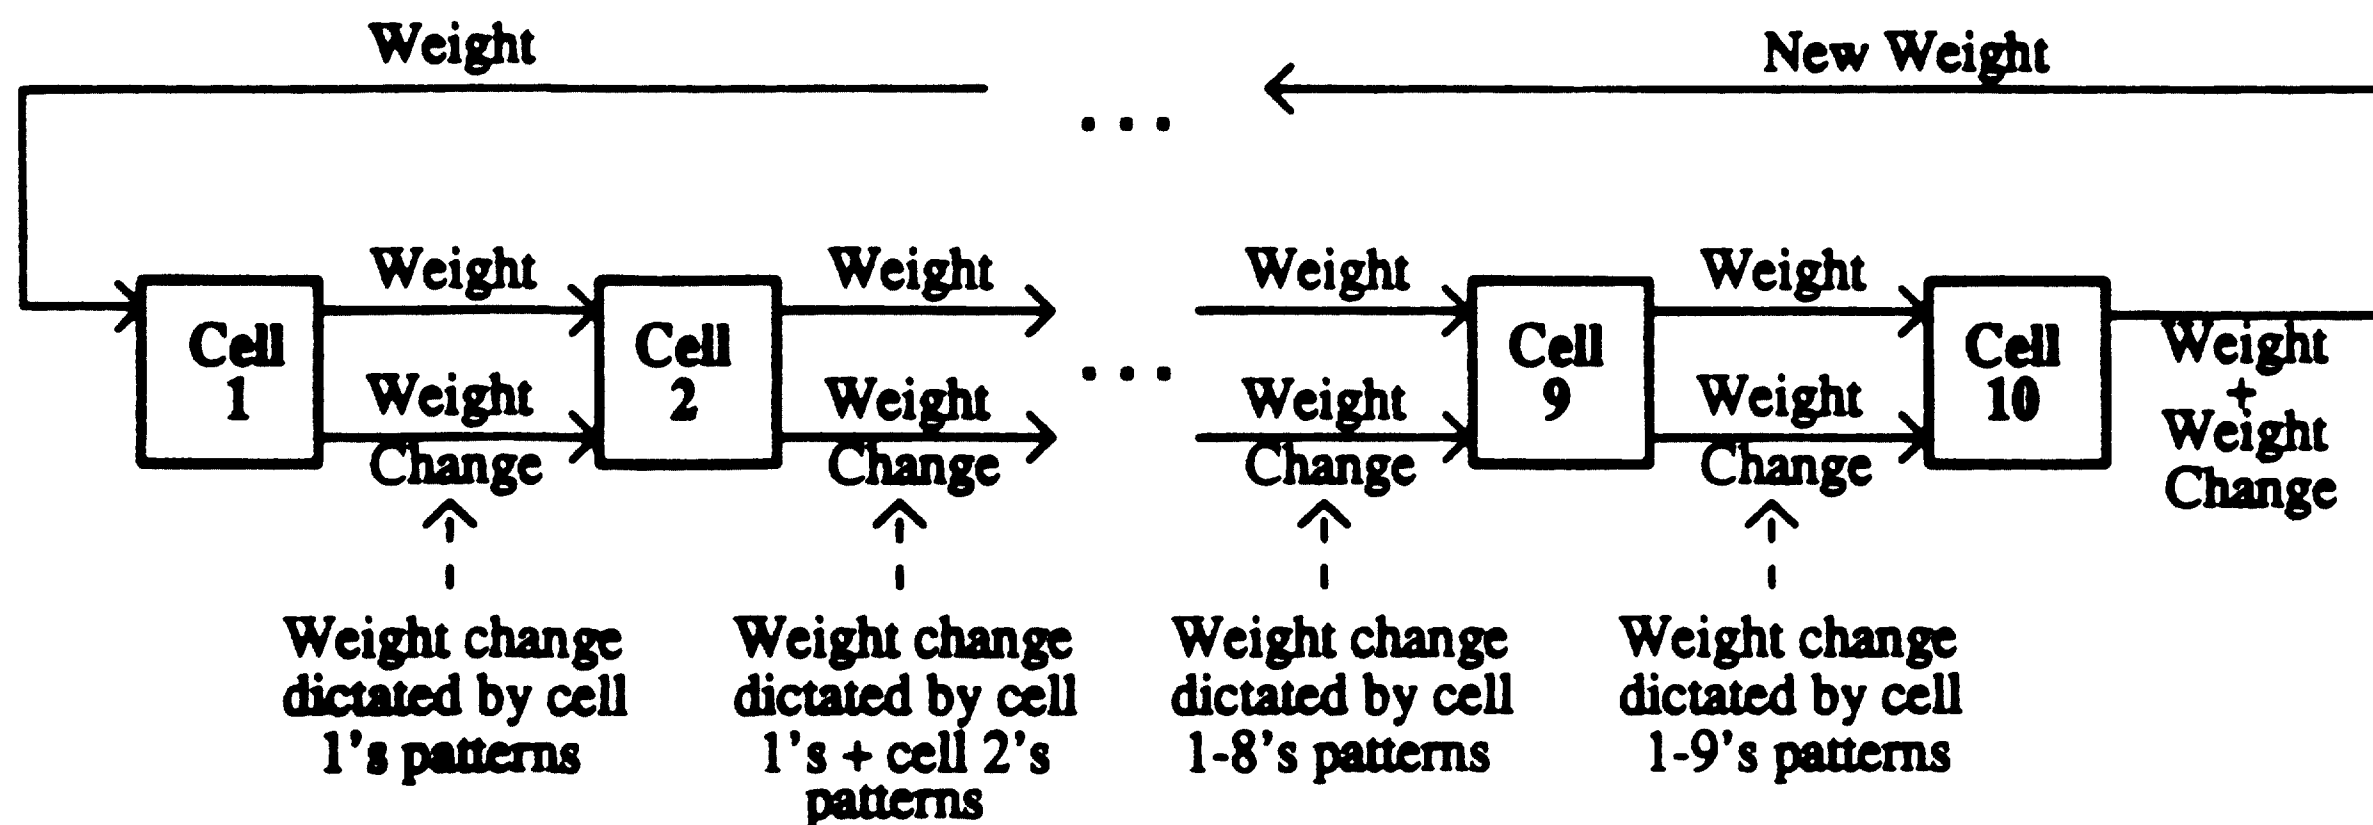 Weight
New Weight
...
Weight
Weight
Weight
Weight
Cell
1
Cell
2
...
Cell
9
Cell
10
Weight
+
Weight
Change
Weight
Change
Weight
Change
Weight
Change
Weight
Change
Weight change
dictated by cell
1's patterns
Weight change
dictated by cell
1's + cell 2's
patterns
Weight change
dictated by cell
1-8's patterns
Weight change
dictated by cell
1-9's patterns